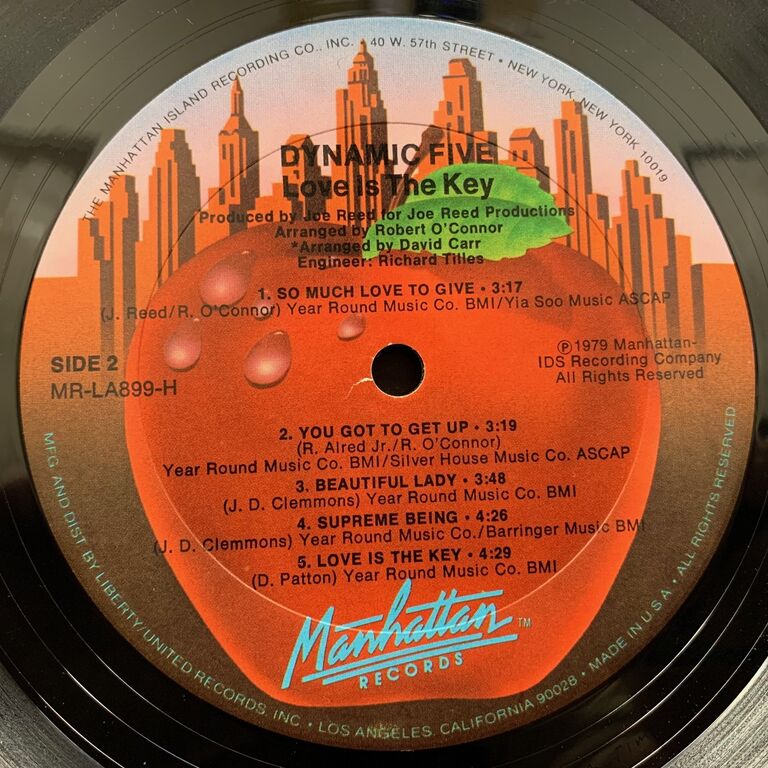 THE MANHATTAN ISLAND RECORDING CO., INC. • 40 W. 57th STREET • NEW YORK, NEW YORK 10019
DYNAMIC FIVE
Love Is The Key
Produced by Joe Reed for Joe Reed Productions
Arranged by Robert O'Connor
*Arranged by David Carr
Engineer: Richard Tilles
1. SO MUCH LOVE TO GIVE • 3:17
(J. Reed/R. O'Connor) Year Round Music Co. BMI/Yia Soo Music ASCAP
SIDE 2
MR-LA899-H
Ⓟ1979 Manhattan-
IDS Recording Company
All Rights Reserved
2. YOU GOT TO GET UP • 3:19
(R. Alred Jr./R. O'Connor)
Year Round Music Co. BMI/Silver House Music Co. ASCAP
3. BEAUTIFUL LADY • 3:48
(J. D. Clemmons) Year Round Music Co. BMI
4. SUPREME BEING • 4:26
(J. D. Clemmons) Year Round Music Co./Barringer Music BMI
5. LOVE IS THE KEY • 4:29
(D. Patton) Year Round Music Co. BMI
Manhattan TM
RECORDS
MFG. AND DIST. BY LIBERTY/UNITED RECORDS, INC • LOS ANGELES, CALIFORNIA 90028 • MADE IN U.S.A. • ALL RIGHTS RESERVED